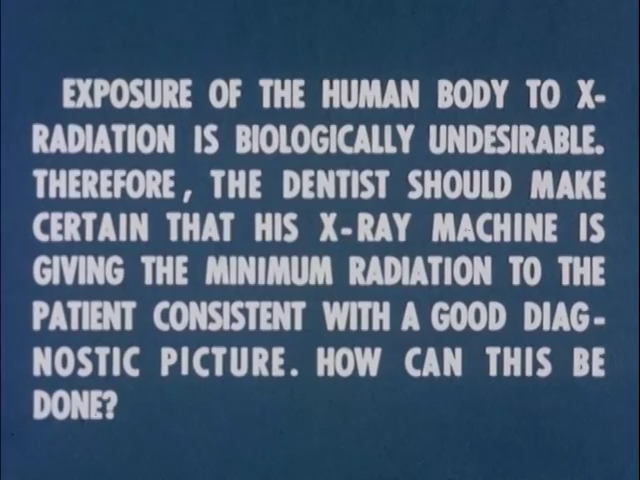 EXPOSURE OF THE HUMAN BODY TO X-
RADIATION IS BIOLOGICALLY UNDESIRABLE.
THEREFORE, THE DENTIST SHOULD MAKE
CERTAIN THAT HIS X-RAY MACHINE IS
GIVING THE MINIMUM RADIATION TO THE
PATIENT CONSISTENT WITH A GOOD DIAG-
NOSTIC PICTURE. HOW CAN THIS BE
DONE?